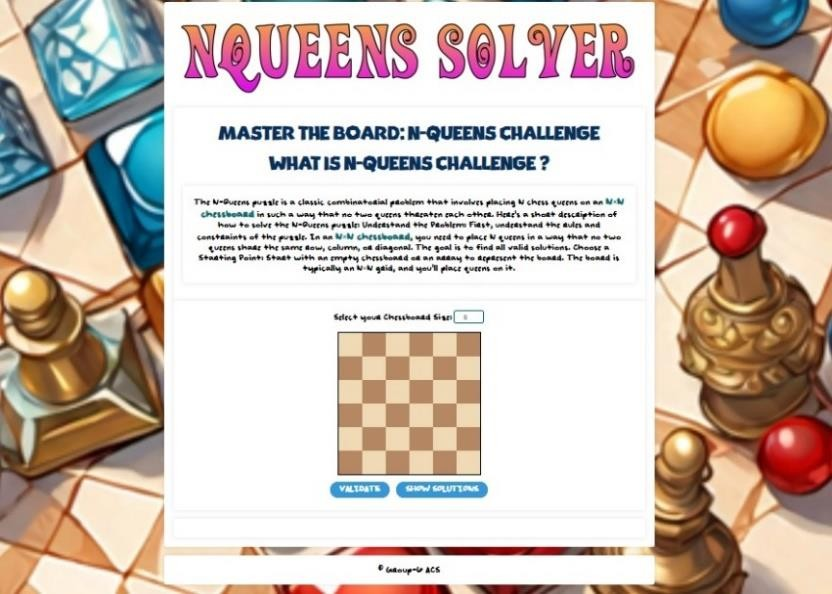 NQUEENS SOLVER
MASTER THE BOARD: N-QUEENS CHALLENGE
WHAT IS N-QUEENS CHALLENGE ?
The N-Queens puzzle is a classic combinatorial problem that involves placing N chess queens on an N×N
chessboard in such a way that no two queens threaten each other. Here's a short description of
how to solve the N-Queens puzzle: Understand the Problem: First, understand the rules and
constraints of the puzzle. In an N×N chessboard, you need to place N queens in a way that no two
queens share the same row, column, or diagonal. The goal is to find all valid solutions. Choose a
Starting Point: Start with an empty chessboard or an array to represent the board. The board is
typically an N×N grid, and you'll place queens on it.
Select your Chessboard Size:
VALIDATE SHOW SOLUTIONS